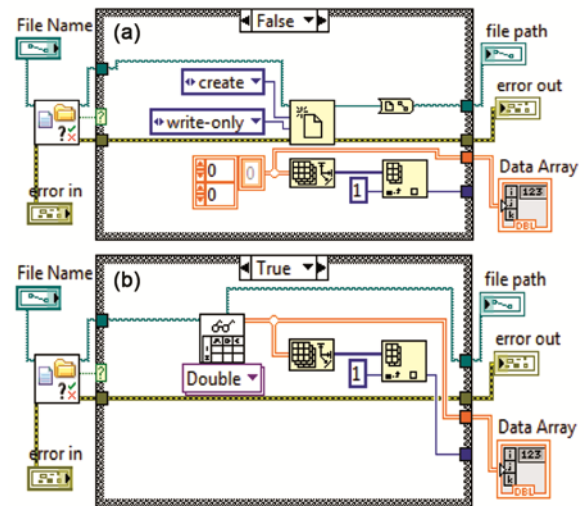 File Name
(a)
False
file path
create
error out
write-only
?
0
0
0
1
Data Array
error in
i
j
k
123
DBL
File Name
(b)
True
file path
error out
?
Double
1
Data Array
error in
i
j
k
123
DBL